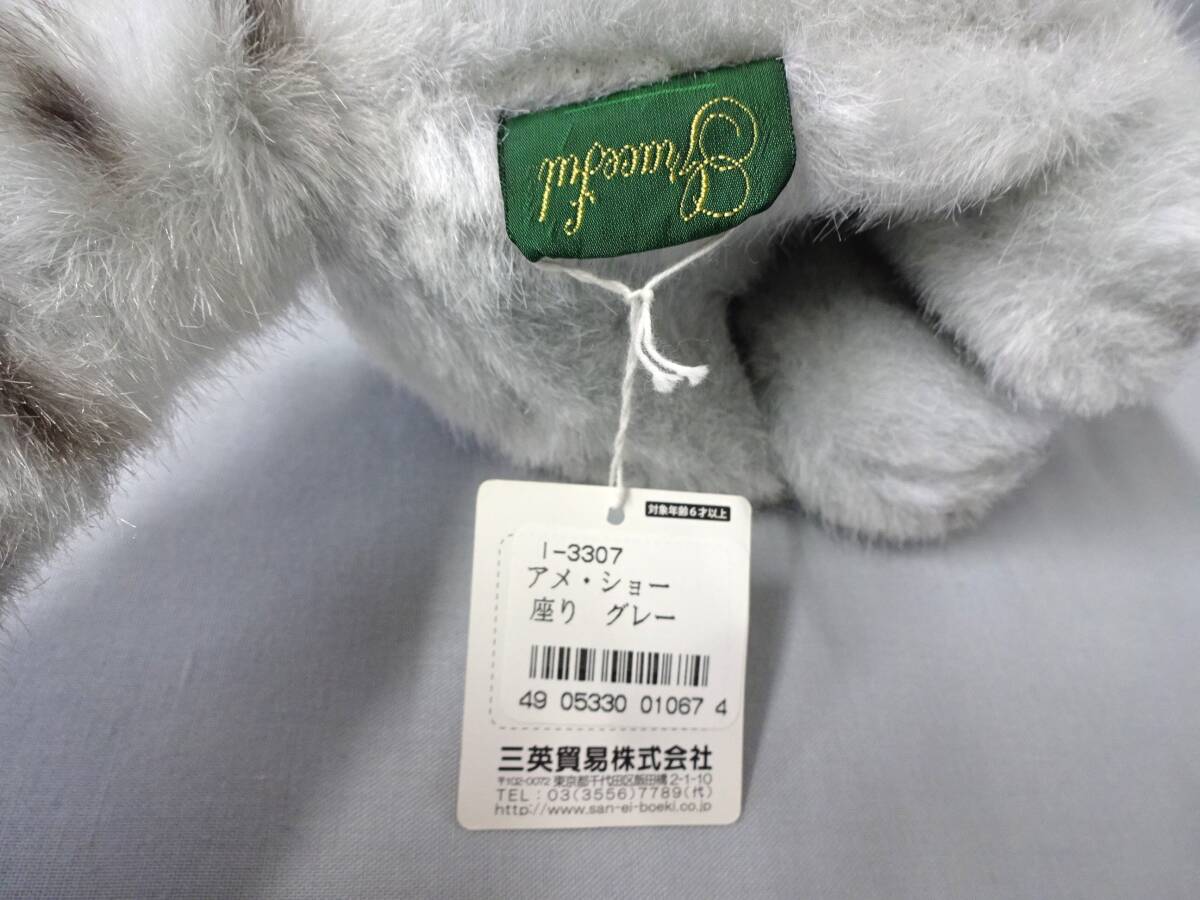 Graceful
対象年齢6才以上
I-3307
アメ・ショー
座り グレー
49 05330 01067 4
三英貿易株式会社
〒102-0072 東京都千代田区飯田橋2-1-10
TEL：03(3556)7789(代)
http://www.san-ei-boeki.co.jp